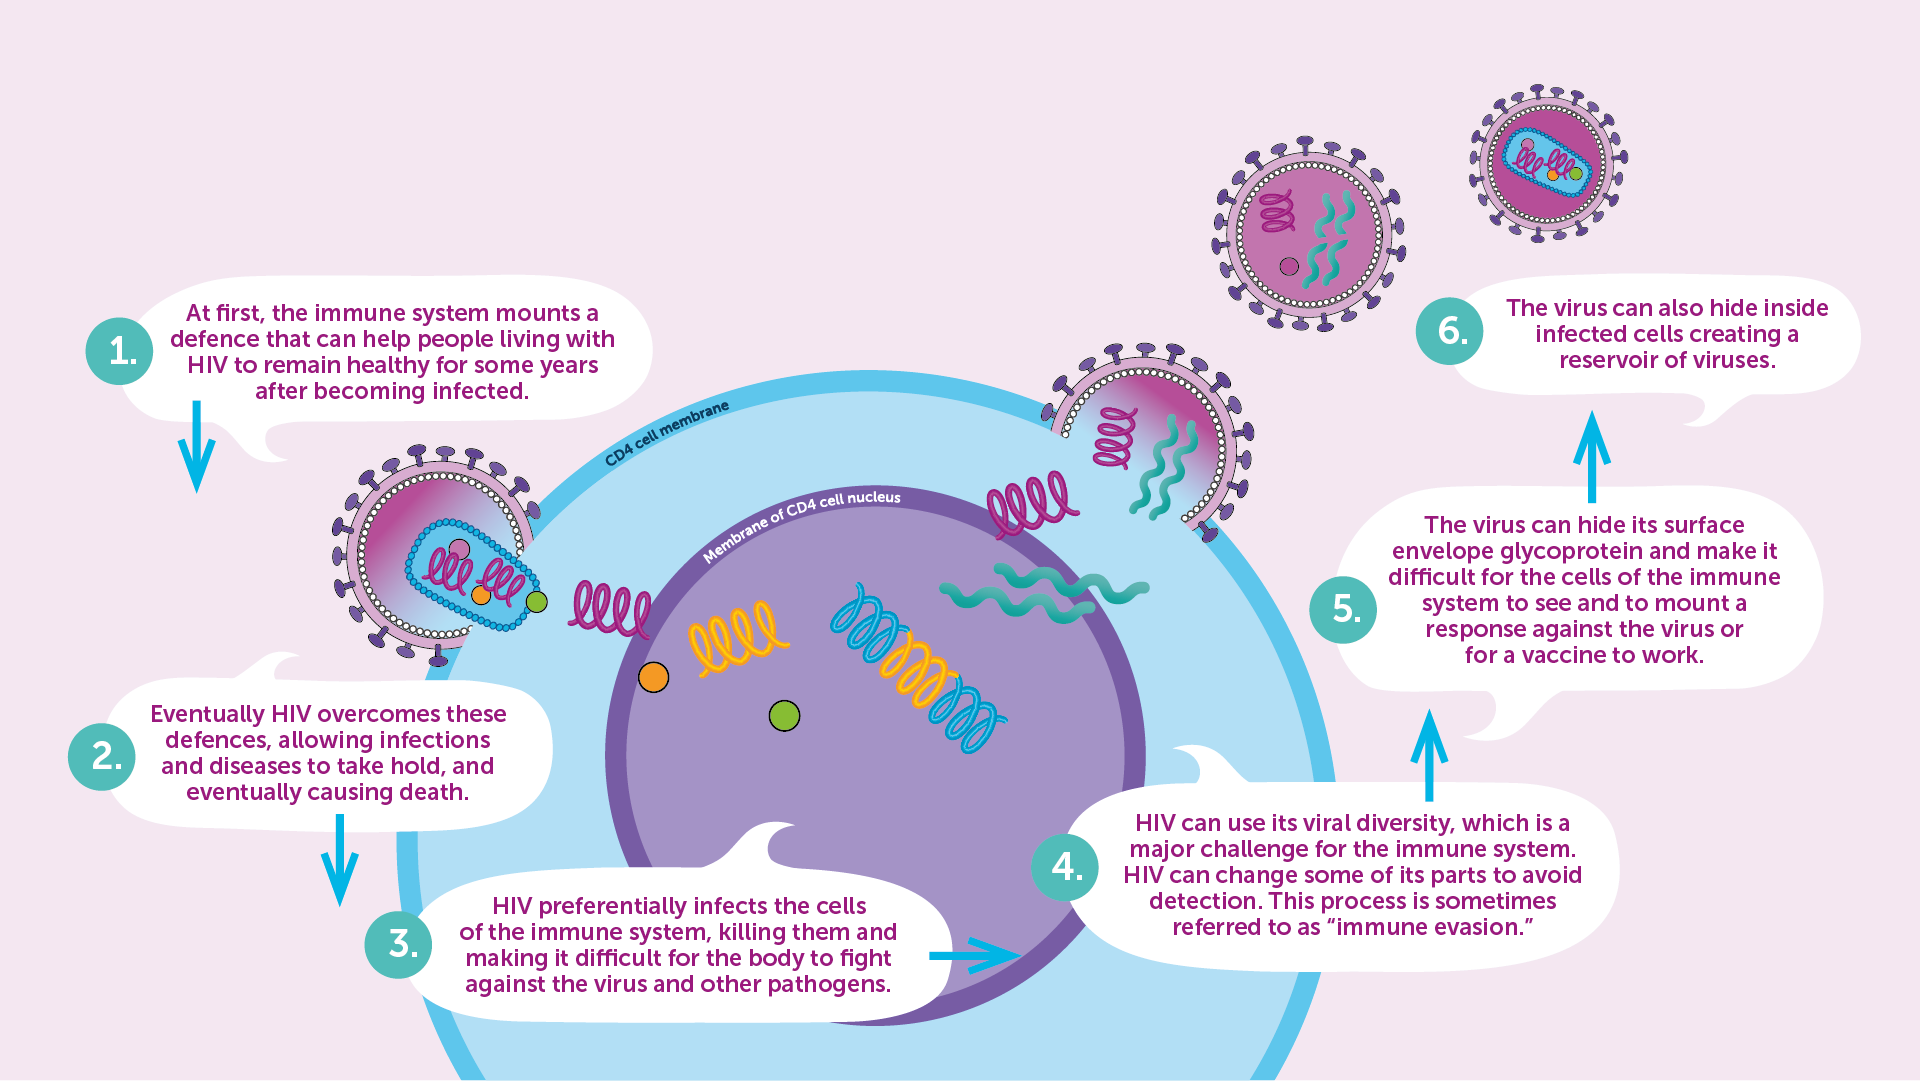 1.
At first, the immune system mounts a
defence that can help people living with
HIV to remain healthy for some years
after becoming infected.
CD4 cell membrane
Membrane of CD4 cell nucleus
2.
Eventually HIV overcomes these
defences, allowing infections
and diseases to take hold, and
eventually causing death.
3.
HIV preferentially infects the cells
of the immune system, killing them and
making it difficult for the body to fight
against the virus and other pathogens.
4.
HIV can use its viral diversity, which is a
major challenge for the immune system.
HIV can change some of its parts to avoid
detection. This process is sometimes
referred to as “immune evasion.”
5.
The virus can hide its surface
envelope glycoprotein and make it
difficult for the cells of the immune
system to see and to mount a
response against the virus or
for a vaccine to work.
6.
The virus can also hide inside
infected cells creating a
reservoir of viruses.